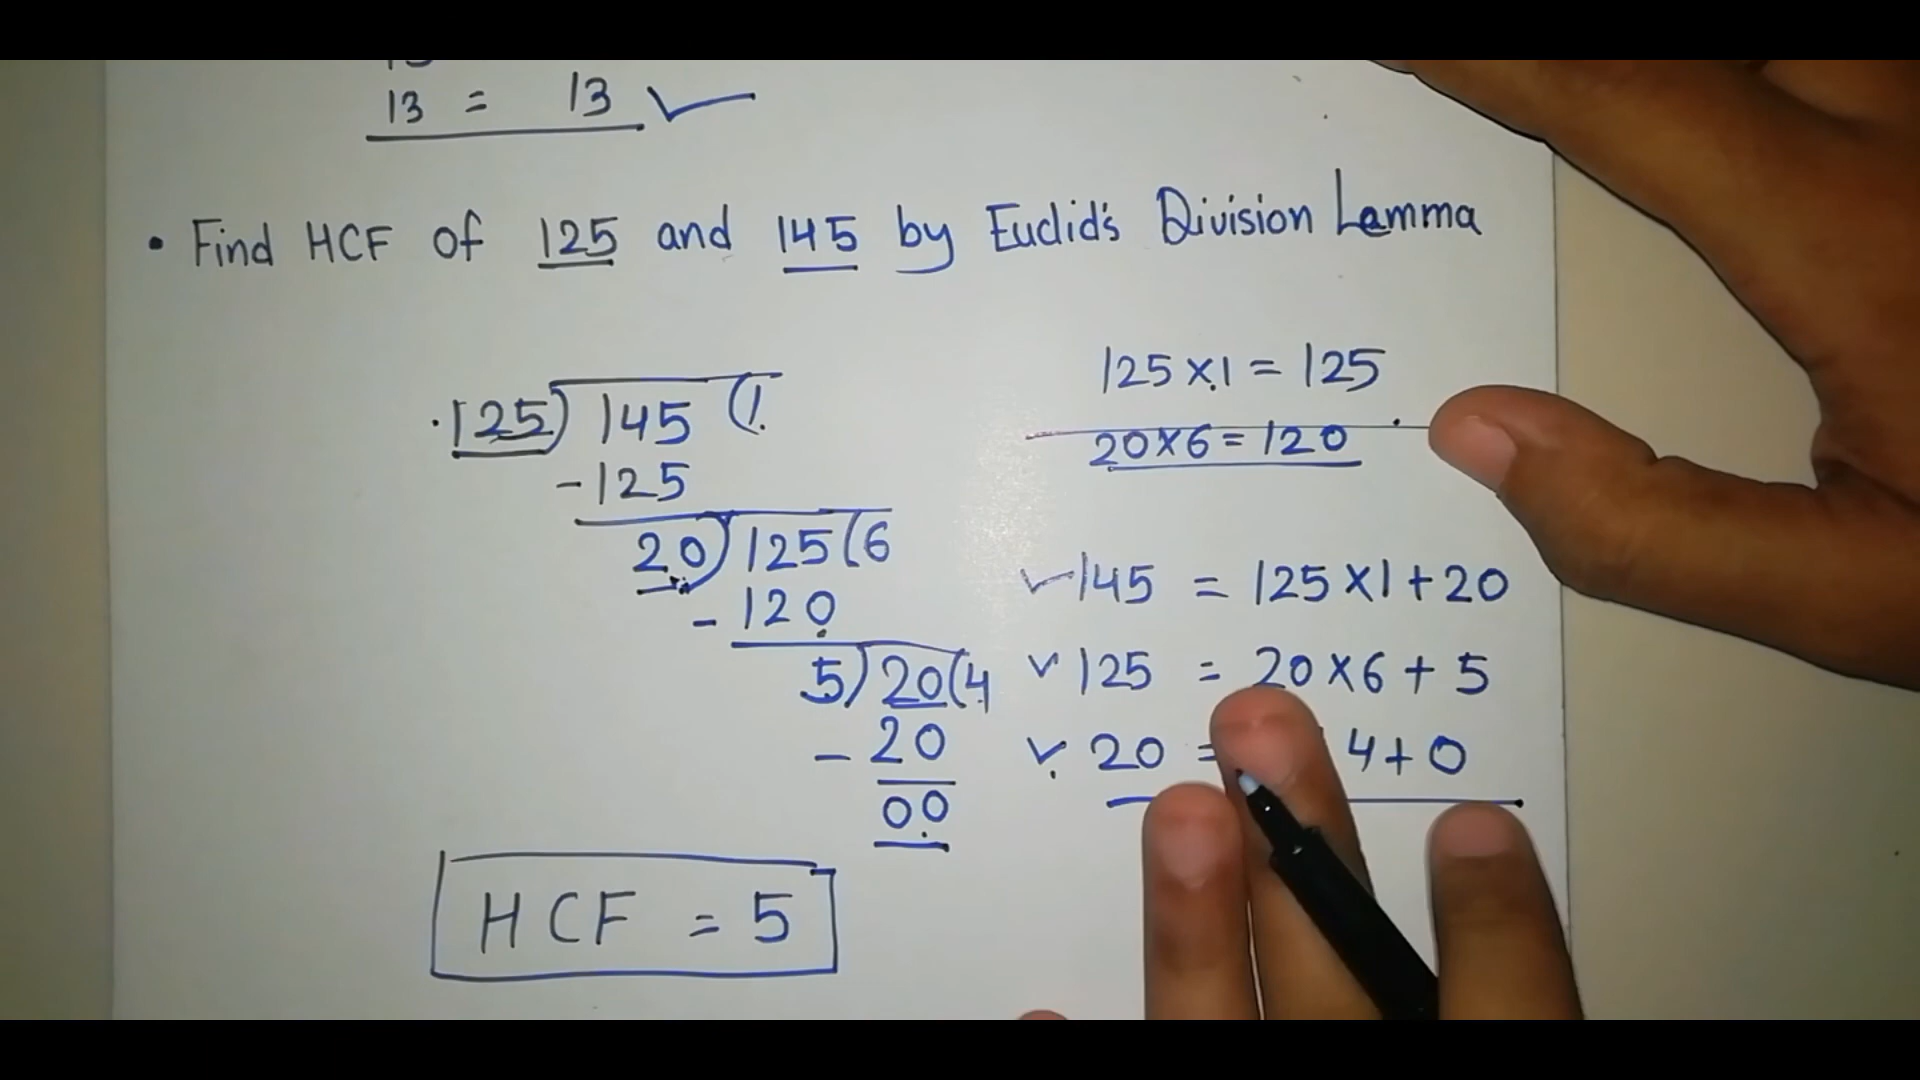 13 = 13 ✓
• Find HCF of 125 and 145 by Euclid's Division Lemma
125 × 1 = 125
20 × 6 = 120
125) 145 (1
- 125
20) 125 (6
- 120
5) 20 (4
- 20
00
✓ 145 = 125 × 1 + 20
✓ 125 = 20 × 6 + 5
✓ 20 = 4 + 0
HCF = 5